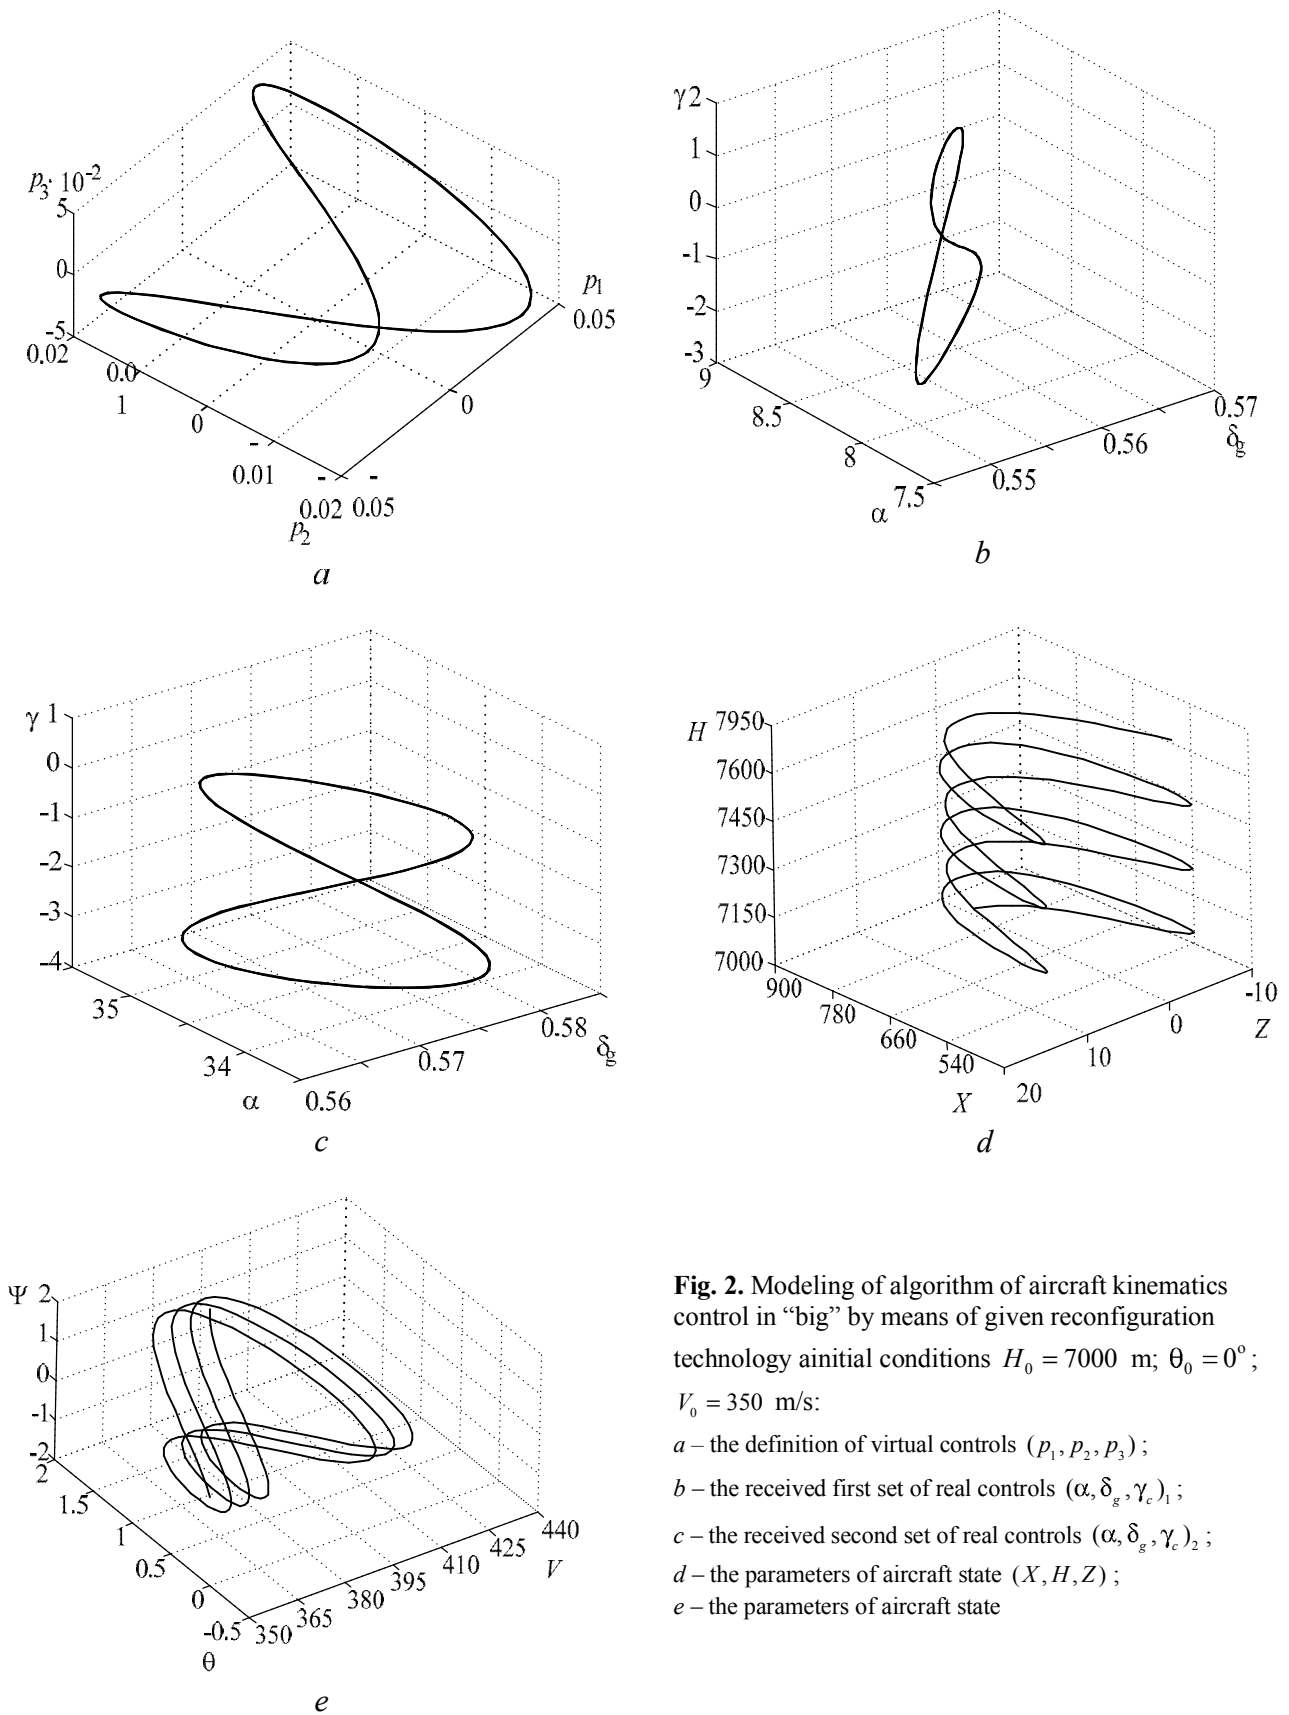 p₃· 10⁻²
5
0
-5
0.02
0.0
1
0
-
0.01
-
0.02
p₂
-
0.05
0
0.05
p₁
a
γ 2
1
0
-1
-2
-3
9
8.5
8
7.5
α
0.55
0.56
0.57
δg
b
γ 1
0
-1
-2
-3
-4
35
34
α
0.56
0.57
0.58
δg
c
H 7950
7600
7450
7300
7150
7000
900
780
660
540
X
20
10
0
-10
Z
d
Ψ 2
1
0
-1
-2
2
1.5
1
0.5
0
-0.5
θ
350
365
380
395
410
425
440
V
e
Fig. 2. Modeling of algorithm of aircraft kinematics
control in “big” by means of given reconfiguration
technology ainitial conditions H₀ = 7000 m; θ₀ = 0°;
V₀ = 350 m/s:
a – the definition of virtual controls (p₁, p₂, p₃) ;
b – the received first set of real controls (α, δg, γc)₁ ;
c – the received second set of real controls (α, δg, γc)₂ ;
d – the parameters of aircraft state (X, H, Z) ;
e – the parameters of aircraft state